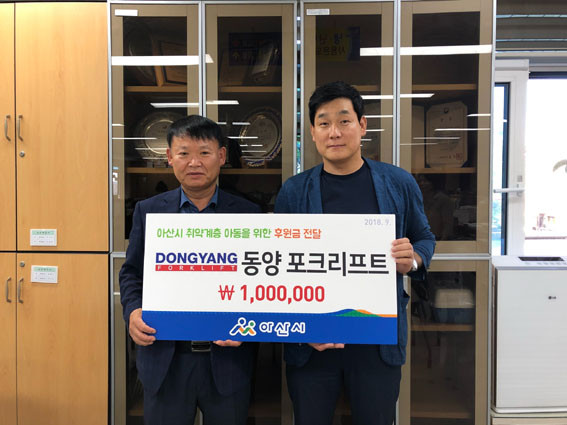 2018. 9
아산시 취약계층 아동을 위한 후원금 전달
DONGYANG 동양 포크리프트
FORKLIFT
₩ 1,000,000
아산시
LG